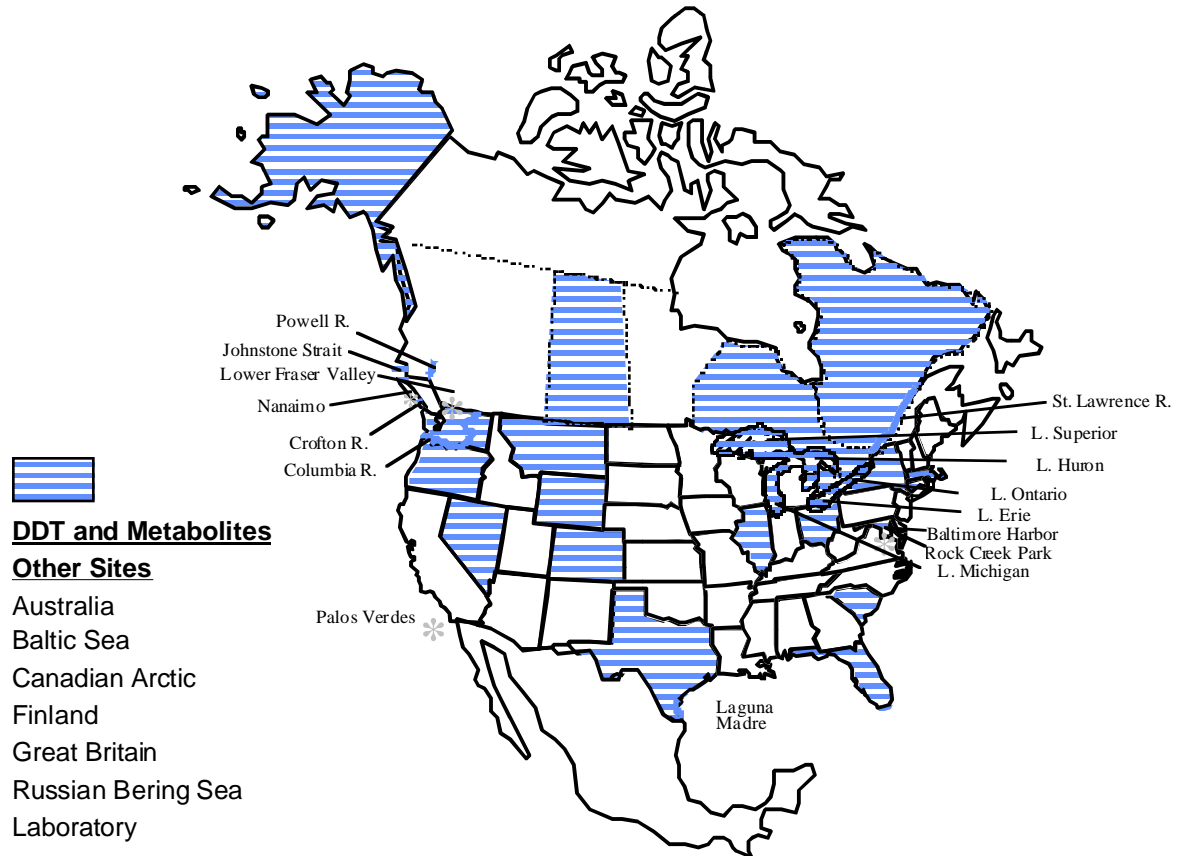 Powell R.
Johnstone Strait
Lower Fraser Valley
Nanaimo
Crofton R.
Columbia R.
St. Lawrence R.
L. Superior
L. Huron
L. Ontario
L. Erie
Baltimore Harbor
Rock Creek Park
L. Michigan
Palos Verdes
Laguna
Madre
DDT and Metabolites
Other Sites
Australia
Baltic Sea
Canadian Arctic
Finland
Great Britain
Russian Bering Sea
Laboratory